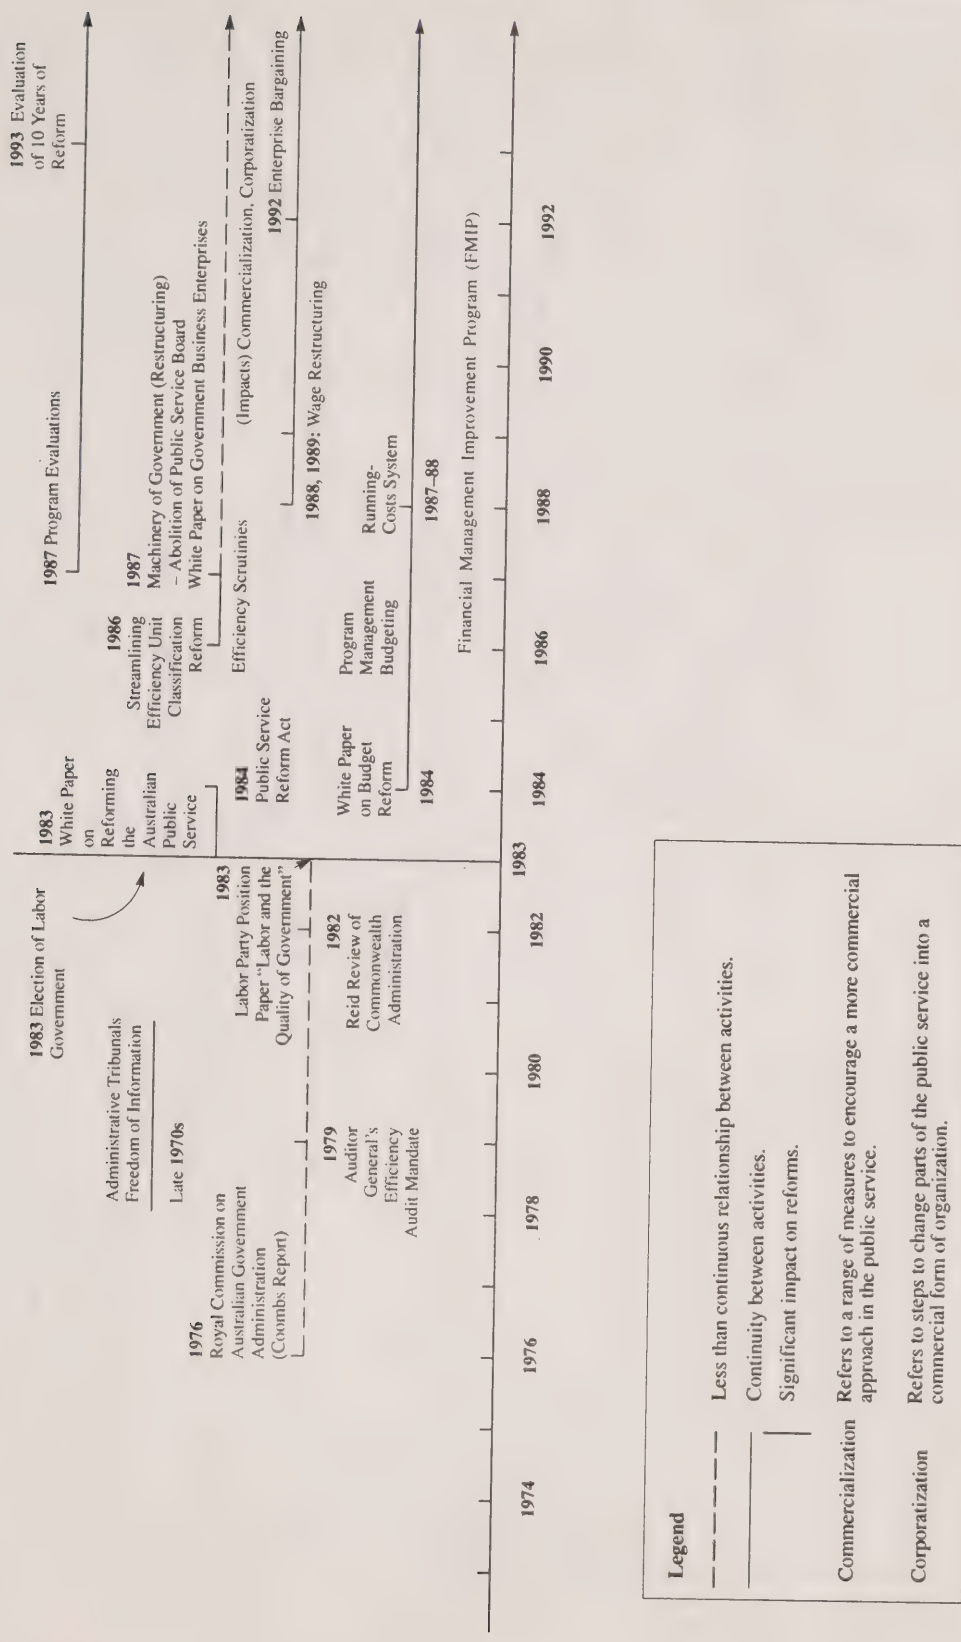 1983 Election of Labor
Government
Administrative Tribunals
Freedom of Information
Late 1970s
1976
Royal Commission on
Australian Government
Administration
(Coombs Report)
1979
Auditor
General's
Efficiency
Audit Mandate
1983
Labor Party Position
Paper "Labor and the
Quality of Government"
1982
Reid Review of
Commonwealth
Administration
1983
White Paper
on
Reforming
the
Australian
Public
Service
1984
Public Service
Reform Act
1986
Streamlining
Efficiency Unit
Classification
Reform
1987
Machinery of Government (Restructuring)
– Abolition of Public Service Board
White Paper on Government Business Enterprises
1987 Program Evaluations
1993 Evaluation
of 10 Years of
Reform
Efficiency Scrutinies
(Impacts) Commercialization, Corporatization
1988, 1989: Wage Restructuring
1992 Enterprise Bargaining
White Paper
on Budget
Reform
1984
Program
Management
Budgeting
Running-
Costs System
1987–88
Financial Management Improvement Program (FMIP)
1974
1976
1978
1980
1982
1983
1984
1986
1988
1990
1992
Legend
Less than continuous relationship between activities.
Continuity between activities.
Significant impact on reforms.
Commercialization Refers to a range of measures to encourage a more commercial
approach in the public service.
Corporatization Refers to steps to change parts of the public service into a
commercial form of organization.